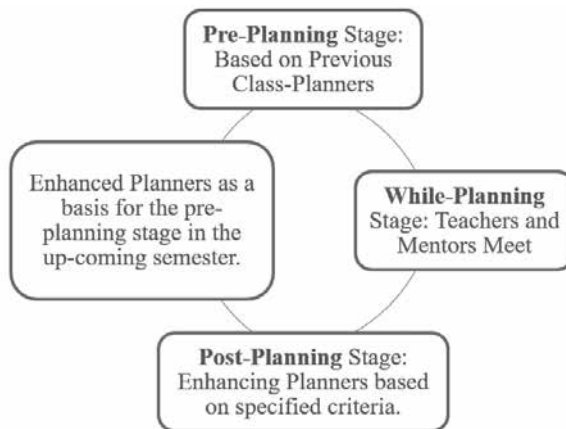 Pre-Planning Stage:
Based on Previous
Class-Planners
Enhanced Planners as a
basis for the pre-
planning stage in the
up-coming semester.
While-Planning
Stage: Teachers and
Mentors Meet
Post-Planning Stage:
Enhancing Planners based
on specified criteria.